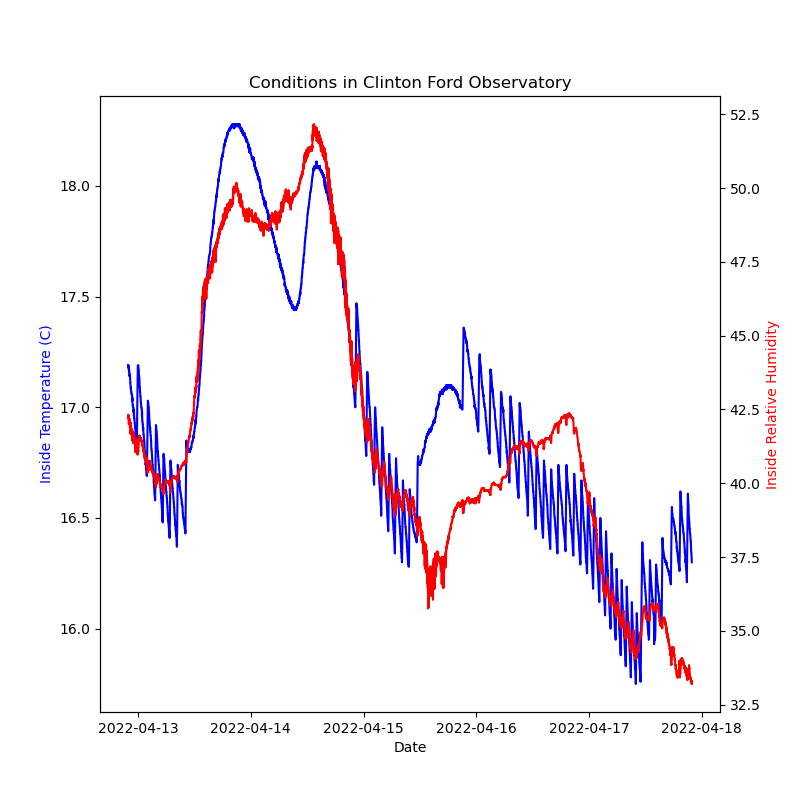 Conditions in Clinton Ford Observatory
18.0
17.5
17.0
16.5
16.0
Inside Temperature (C)
52.5
50.0
47.5
45.0
42.5
40.0
37.5
35.0
32.5
Inside Relative Humidity
2022-04-13 2022-04-14 2022-04-15 2022-04-16 2022-04-17 2022-04-18
Date